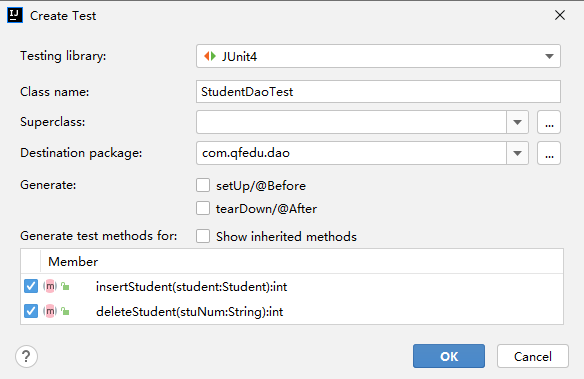 Create Test
Testing library: JUnit4
Class name: StudentDaoTest
Superclass: ...
Destination package: com.qfedu.dao ...
Generate: setUp/@Before
tearDown/@After
Generate test methods for: Show inherited methods
Member
m insertStudent(student:Student):int
m deleteStudent(stuNum:String):int
? OK Cancel